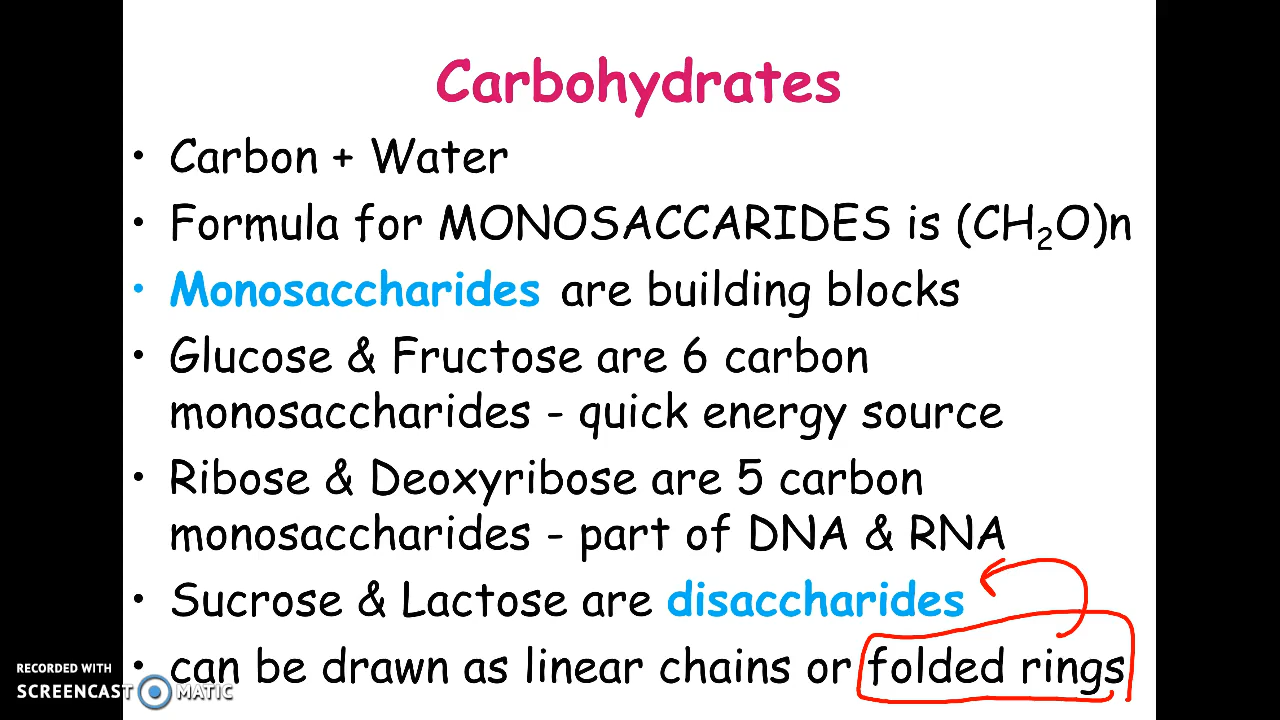 Carbohydrates
• Carbon + Water
• Formula for MONOSACCARIDES is (CH₂O)n
• Monosaccharides are building blocks
• Glucose & Fructose are 6 carbon
monosaccharides - quick energy source
• Ribose & Deoxyribose are 5 carbon
monosaccharides - part of DNA & RNA
• Sucrose & Lactose are disaccharides
• can be drawn as linear chains or folded rings
RECORDED WITH
SCREENCAST MATIC